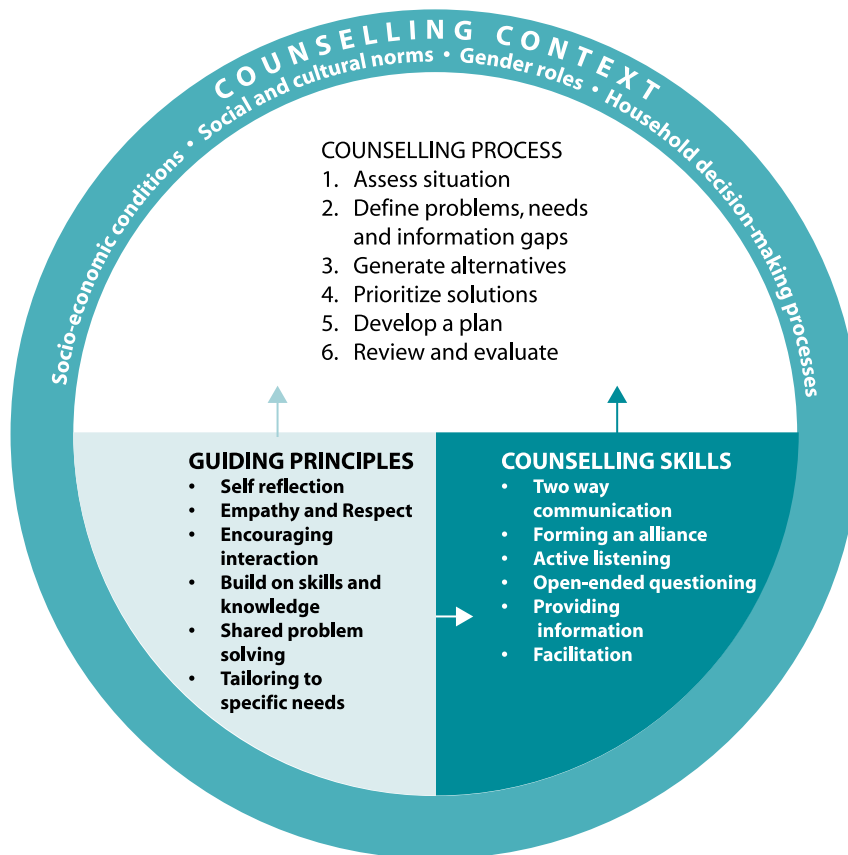 COUNSELLING CONTEXT
Socio-economic conditions • Social and cultural norms • Gender roles • Household decision-making processes
COUNSELLING PROCESS
1. Assess situation
2. Define problems, needs
and information gaps
3. Generate alternatives
4. Prioritize solutions
5. Develop a plan
6. Review and evaluate
GUIDING PRINCIPLES
• Self reflection
• Empathy and Respect
• Encouraging
interaction
• Build on skills and
knowledge
• Shared problem
solving
• Tailoring to
specific needs
COUNSELLING SKILLS
• Two way
communication
• Forming an alliance
• Active listening
• Open-ended questioning
• Providing
information
• Facilitation